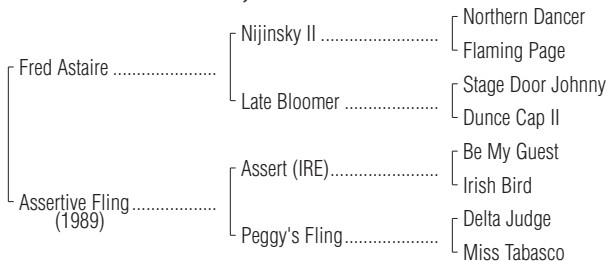 Northern Dancer
Nijinsky II ......................
Flaming Page
Fred Astaire ....................
Stage Door Johnny
Late Bloomer ..................
Dunce Cap II
Be My Guest
Assert (IRE)....................
Irish Bird
Assertive Fling................
(1989)
Delta Judge
Peggy's Fling..................
Miss Tabasco